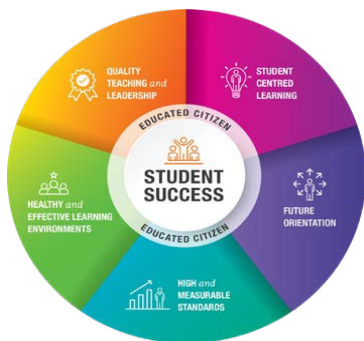 QUALITY
TEACHING and
LEADERSHIP
STUDENT
CENTRED
LEARNING
EDUCATED CITIZEN
STUDENT
SUCCESS
EDUCATED CITIZEN
HEALTHY and
EFFECTIVE LEARNING
ENVIRONMENTS
FUTURE
ORIENTATION
HIGH and
MEASURABLE
STANDARDS